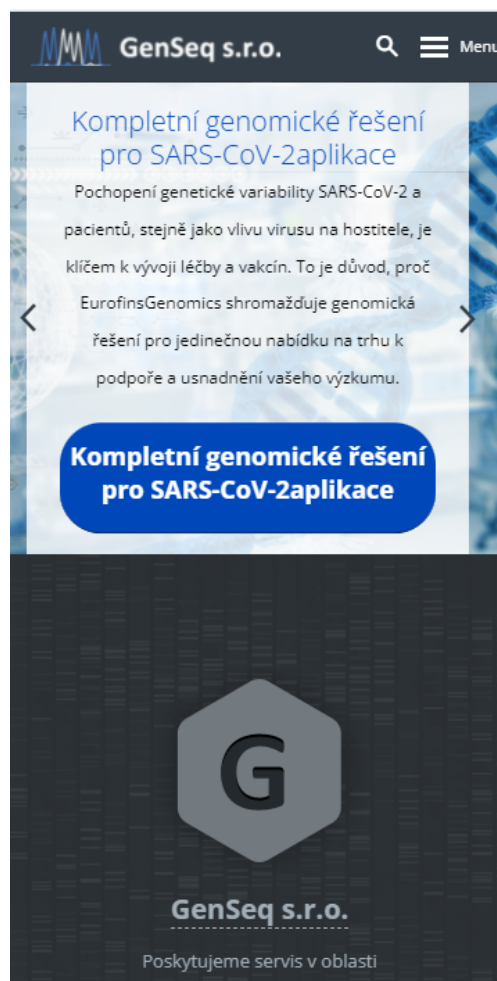 GenSeq s.r.o.
Menu
Kompletní genomické řešení
pro SARS-CoV-2aplikace
Pochopení genetické variability SARS-CoV-2 a
pacientů, stejně jako vlivu virusu na hostitele, je
klíčem k vývoji léčby a vakcín. To je důvod, proč
EurofinsGenomics shromažďuje genomická
řešení pro jedinečnou nabídku na trhu k
podpoře a usnadnění vašeho výzkumu.
Kompletní genomické řešení
pro SARS-CoV-2aplikace
G
GenSeq s.r.o.
Poskytujeme servis v oblasti